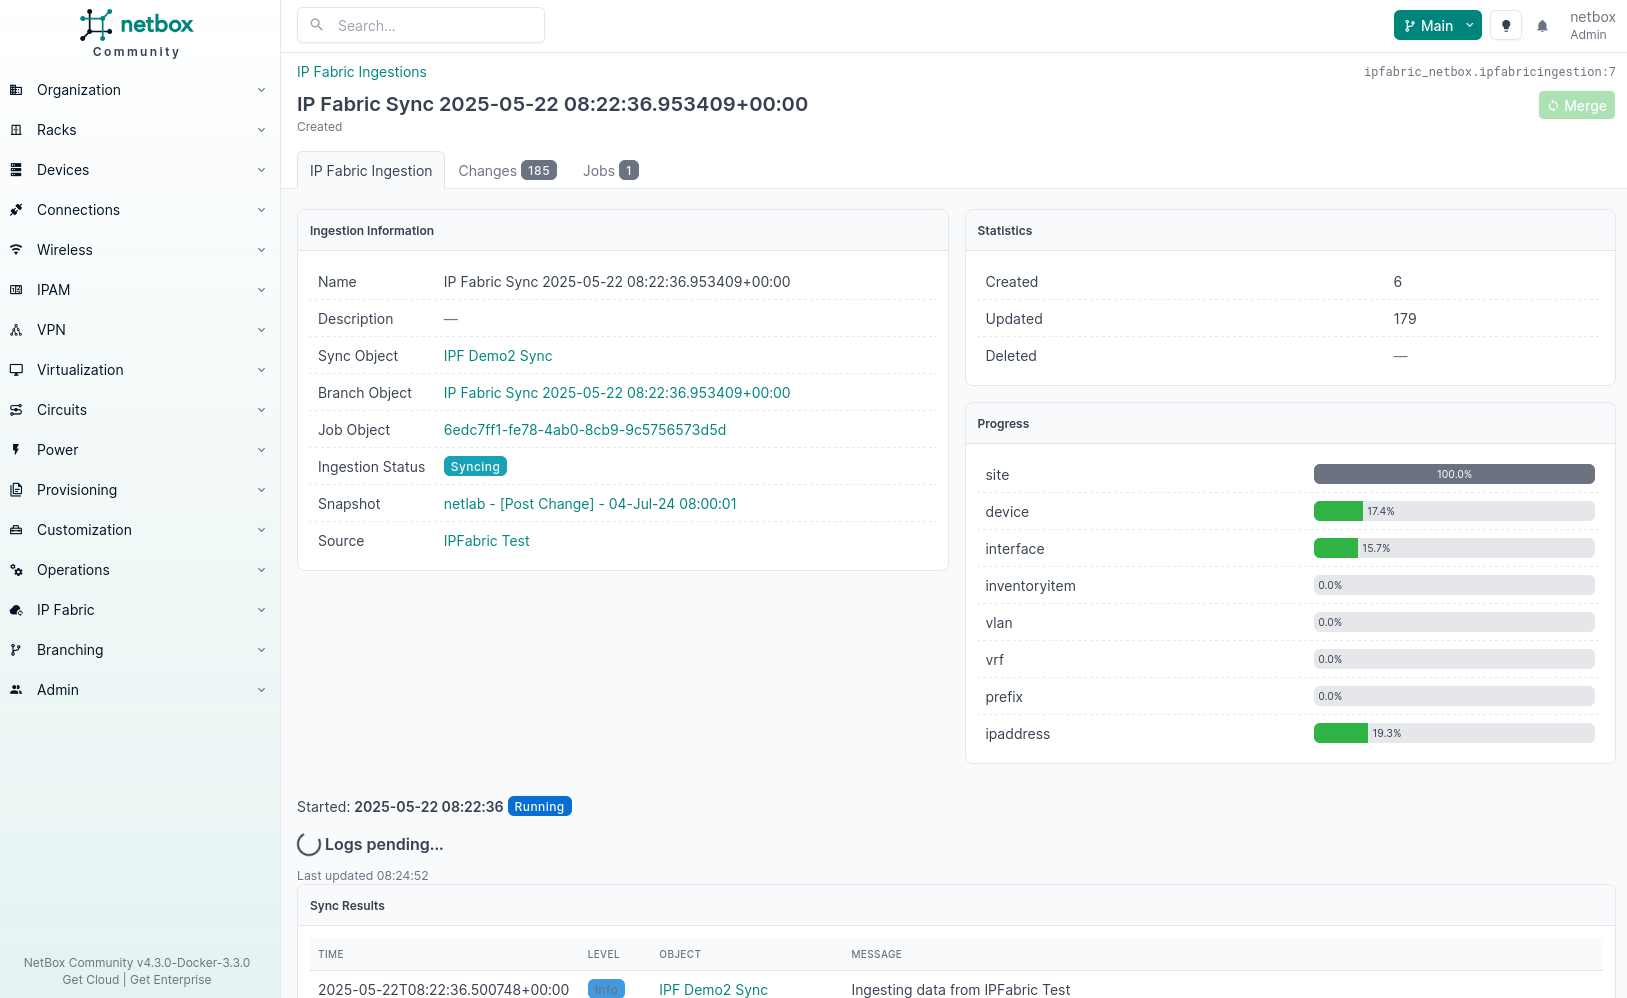 netbox
Community
Search...
Main
netbox
Admin
Organization
Racks
Devices
Connections
Wireless
IPAM
VPN
Virtualization
Circuits
Power
Provisioning
Customization
Operations
IP Fabric
Branching
Admin
NetBox Community v4.3.0-Docker-3.3.0
Get Cloud | Get Enterprise
IP Fabric Ingestions
ipfabric_netbox.ipfabricingestion:7
IP Fabric Sync 2025-05-22 08:22:36.953409+00:00
Merge
Created
IP Fabric Ingestion Changes 185 Jobs 1
Ingestion Information
Name IP Fabric Sync 2025-05-22 08:22:36.953409+00:00
Description —
Sync Object IPF Demo2 Sync
Branch Object IP Fabric Sync 2025-05-22 08:22:36.953409+00:00
Job Object 6edc7ff1-fe78-4ab0-8cb9-9c5756573d5d
Ingestion Status Syncing
Snapshot netlab - [Post Change] - 04-Jul-24 08:00:01
Source IPFabric Test
Statistics
Created 6
Updated 179
Deleted —
Progress
site 100.0%
device 17.4%
interface 15.7%
inventoryitem 0.0%
vlan 0.0%
vrf 0.0%
prefix 0.0%
ipaddress 19.3%
Started: 2025-05-22 08:22:36 Running
Logs pending...
Last updated 08:24:52
Sync Results
TIME LEVEL OBJECT MESSAGE
2025-05-22T08:22:36.500748+00:00 Info IPF Demo2 Sync Ingesting data from IPFabric Test